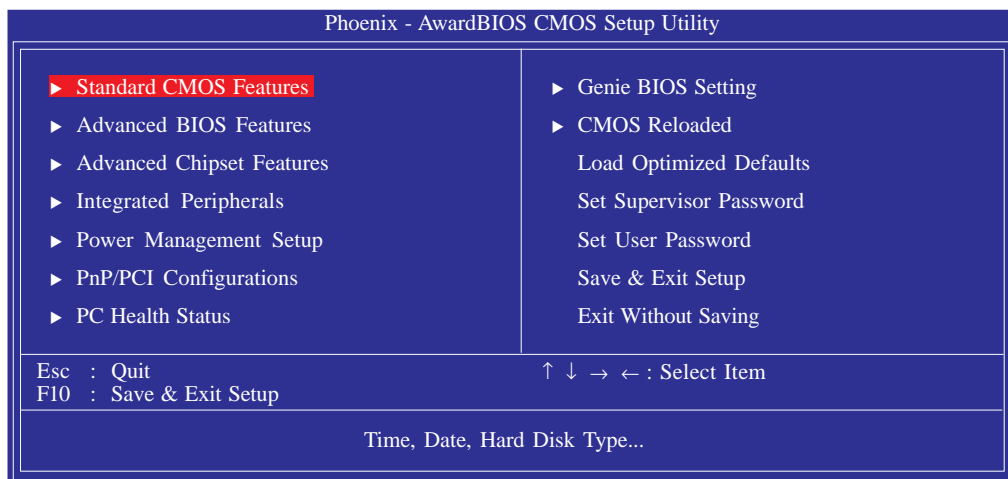 Phoenix - AwardBIOS CMOS Setup Utility
▶ Standard CMOS Features
▶ Advanced BIOS Features
▶ Advanced Chipset Features
▶ Integrated Peripherals
▶ Power Management Setup
▶ PnP/PCI Configurations
▶ PC Health Status
▶ Genie BIOS Setting
▶ CMOS Reloaded
Load Optimized Defaults
Set Supervisor Password
Set User Password
Save & Exit Setup
Exit Without Saving
Esc : Quit
F10 : Save & Exit Setup
↑ ↓ → ← : Select Item
Time, Date, Hard Disk Type...